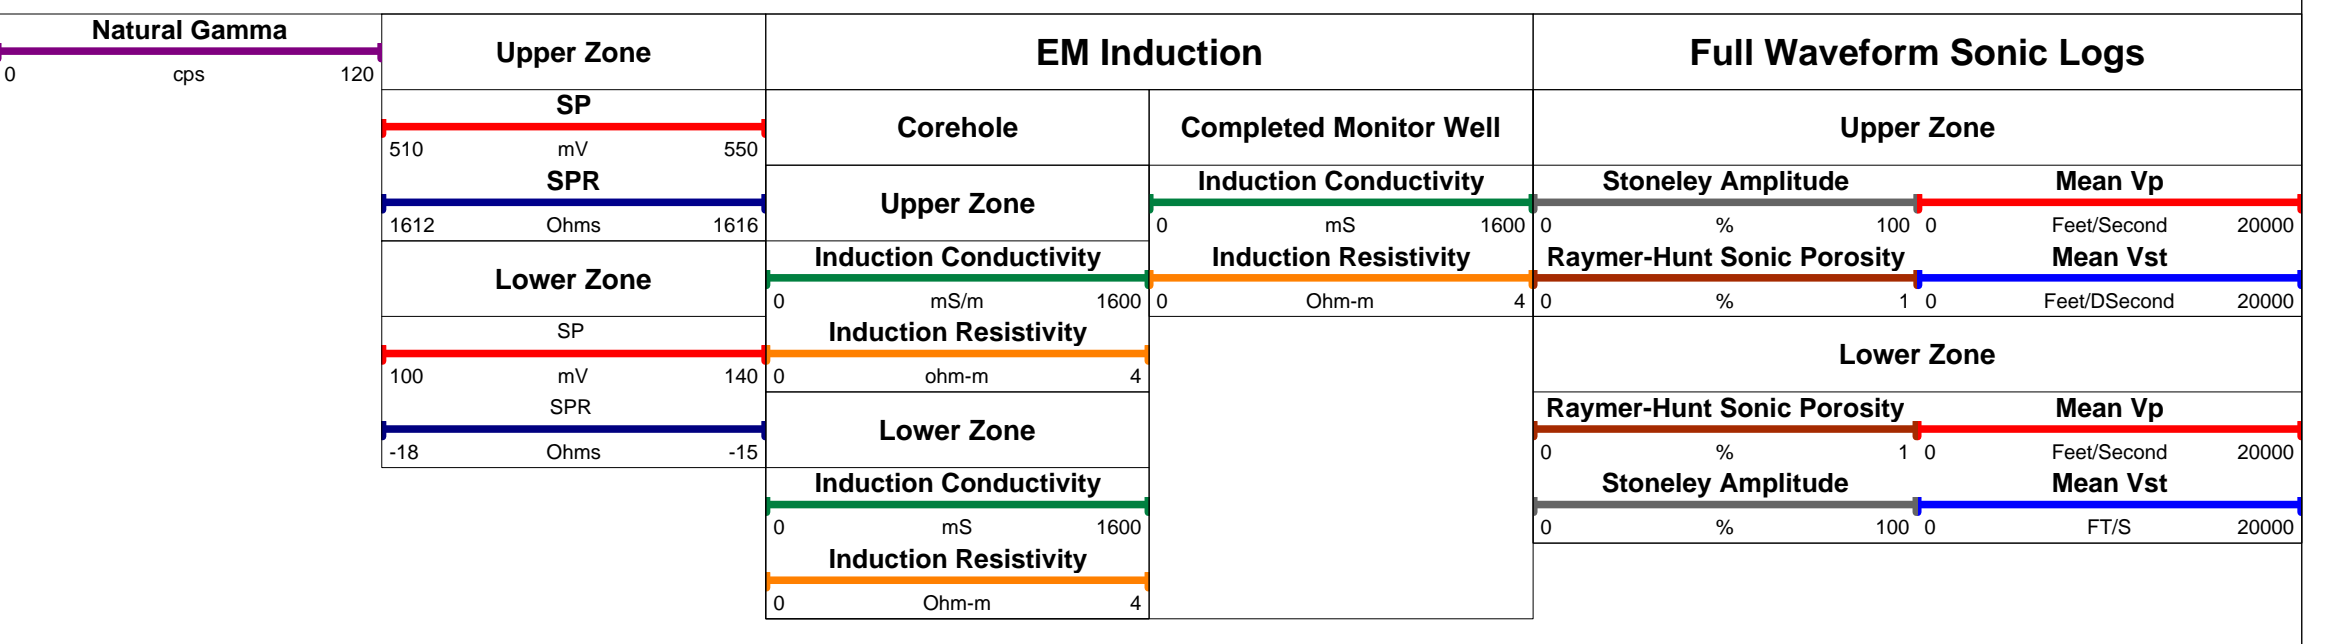 Natural Gamma
0 cps 120
Upper Zone
SP
510 mV 550
SPR
1612 Ohms 1616
Lower Zone
SP
100 mV 140
SPR
-18 Ohms -15
EM Induction
Corehole
Upper Zone
Induction Conductivity
0 mS/m 1600
Induction Resistivity
0 ohm-m 4
Lower Zone
Induction Conductivity
0 mS 1600
Induction Resistivity
0 Ohm-m 4
Completed Monitor Well
Induction Conductivity
0 mS 1600
Induction Resistivity
0 Ohm-m 4
Full Waveform Sonic Logs
Upper Zone
Stoneley Amplitude
0 % 100
Raymer-Hunt Sonic Porosity
0 % 1
Mean Vp
0 Feet/Second 20000
Mean Vst
0 Feet/DSecond 20000
Lower Zone
Raymer-Hunt Sonic Porosity
0 % 1
Stoneley Amplitude
0 % 100
Mean Vp
0 Feet/Second 20000
Mean Vst
0 FT/S 20000